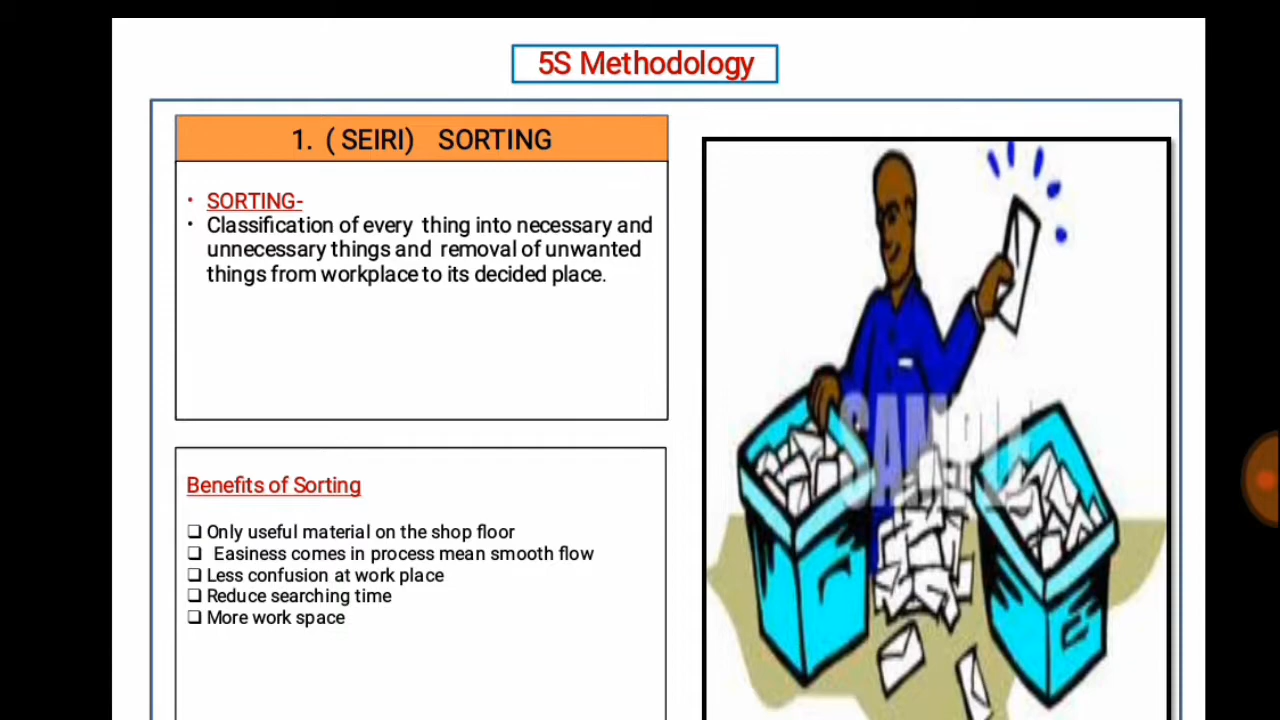 5S Methodology
1. ( SEIRI) SORTING
• SORTING-
• Classification of every thing into necessary and
unnecessary things and removal of unwanted
things from workplace to its decided place.
Benefits of Sorting
❑ Only useful material on the shop floor
❑ Easiness comes in process mean smooth flow
❑ Less confusion at work place
❑ Reduce searching time
❑ More work space
SAMPLE